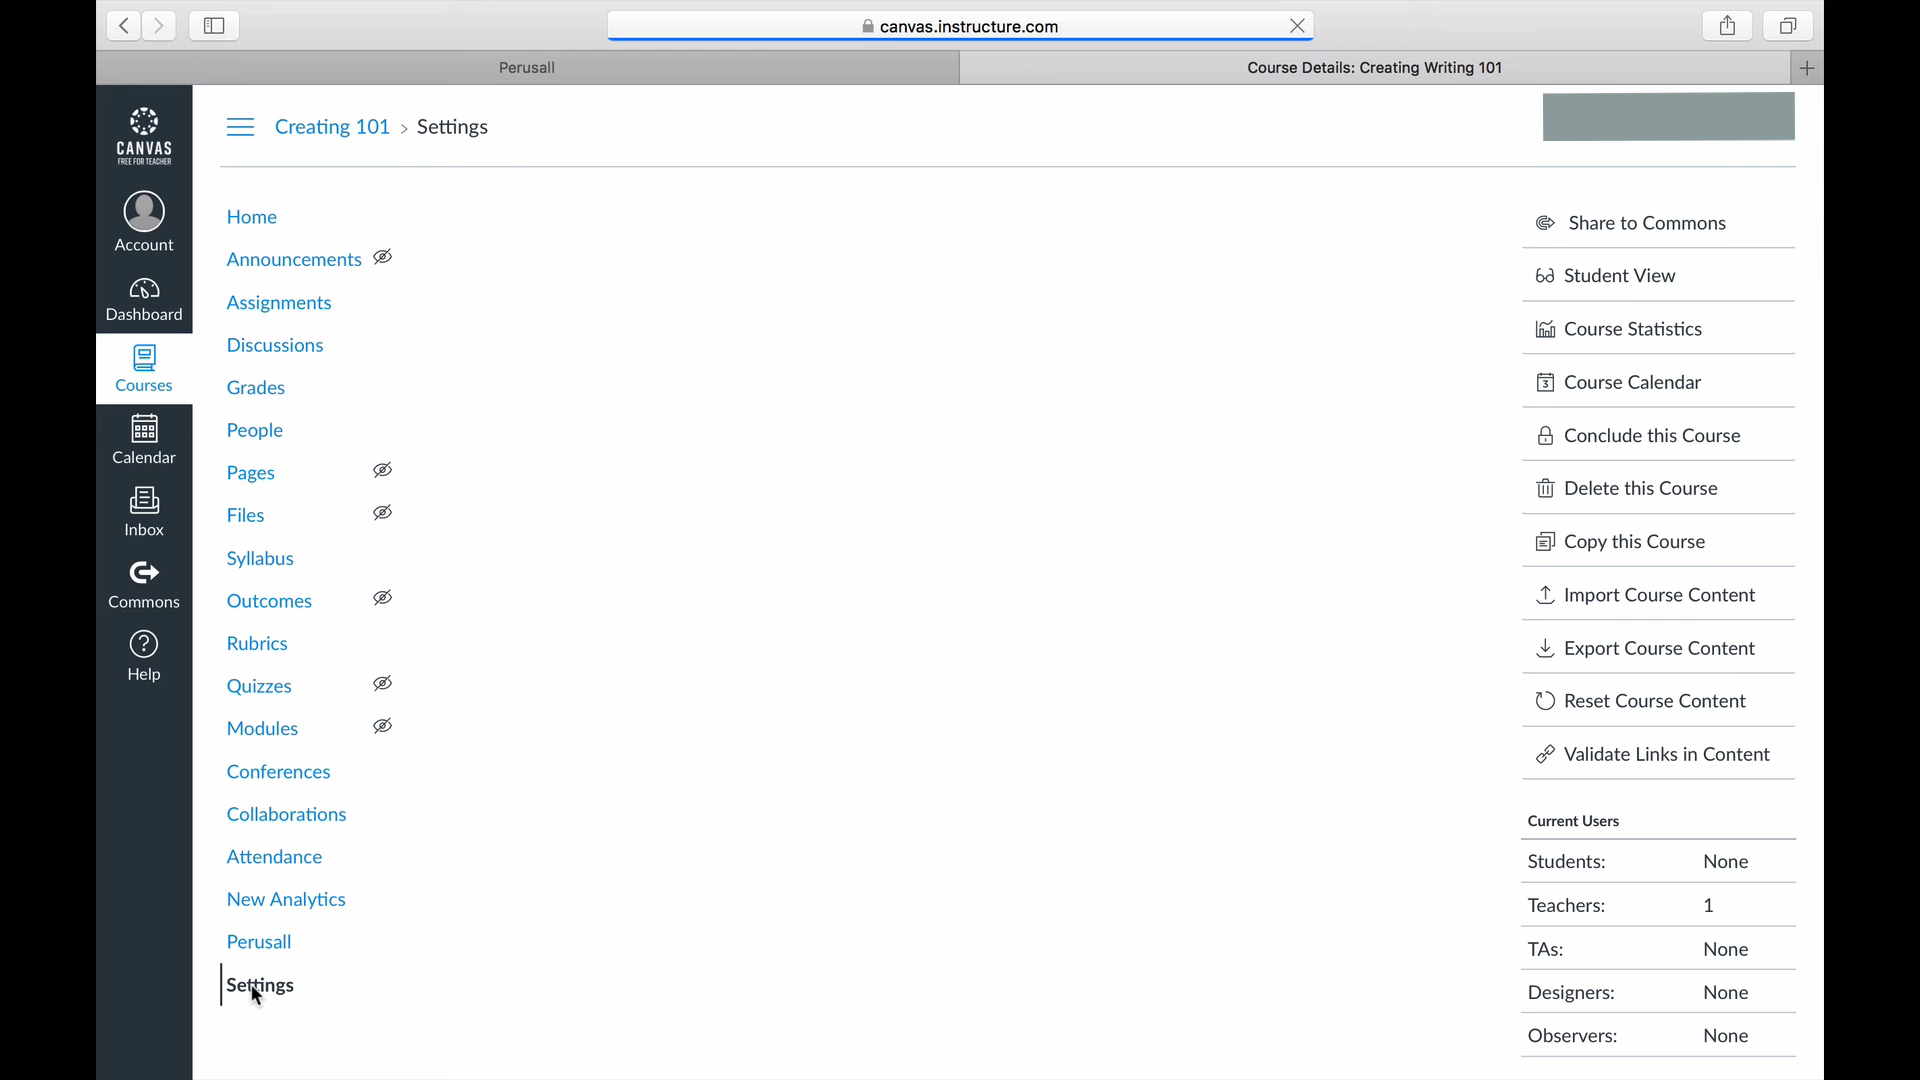 canvas.instructure.com
Perusall
Course Details: Creating Writing 101
CANVAS
FREE FOR TEACHER
Account
Dashboard
Courses
Calendar
Inbox
Commons
Help
Creating 101 > Settings
Home
Announcements
Assignments
Discussions
Grades
People
Pages
Files
Syllabus
Outcomes
Rubrics
Quizzes
Modules
Conferences
Collaborations
Attendance
New Analytics
Perusall
Settings
Share to Commons
Student View
Course Statistics
3 Course Calendar
Conclude this Course
Delete this Course
Copy this Course
Import Course Content
Export Course Content
Reset Course Content
Validate Links in Content
Current Users
Students: None
Teachers: 1
TAs: None
Designers: None
Observers: None